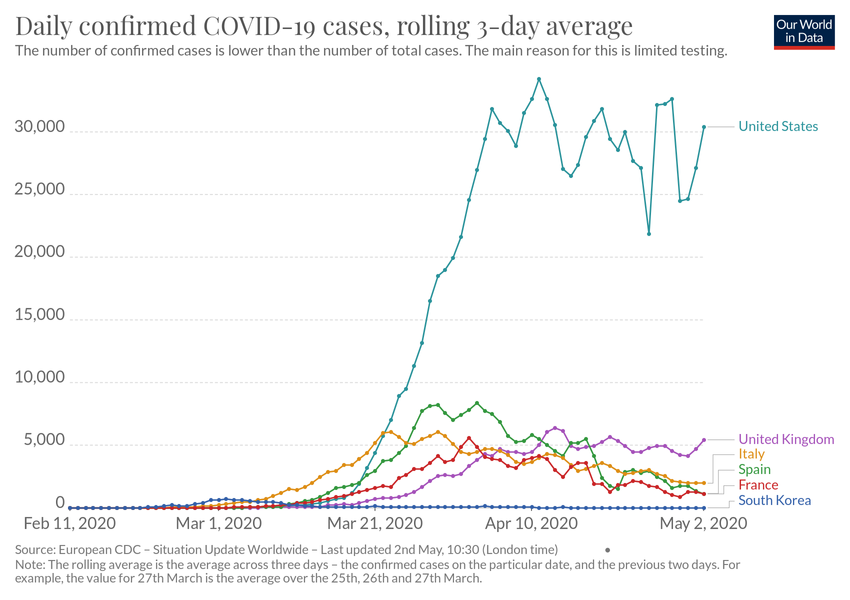 Daily confirmed COVID-19 cases, rolling 3-day average
The number of confirmed cases is lower than the number of total cases. The main reason for this is limited testing.
Our World
in Data
30,000
25,000
20,000
15,000
10,000
5,000
0
United States
United Kingdom
Italy
Spain
France
South Korea
Feb 11, 2020
Mar 1, 2020
Mar 21, 2020
Apr 10, 2020
May 2, 2020
Source: European CDC – Situation Update Worldwide – Last updated 2nd May, 10:30 (London time)
Note: The rolling average is the average across three days – the confirmed cases on the particular date, and the previous two days. For
example, the value for 27th March is the average over the 25th, 26th and 27th March.